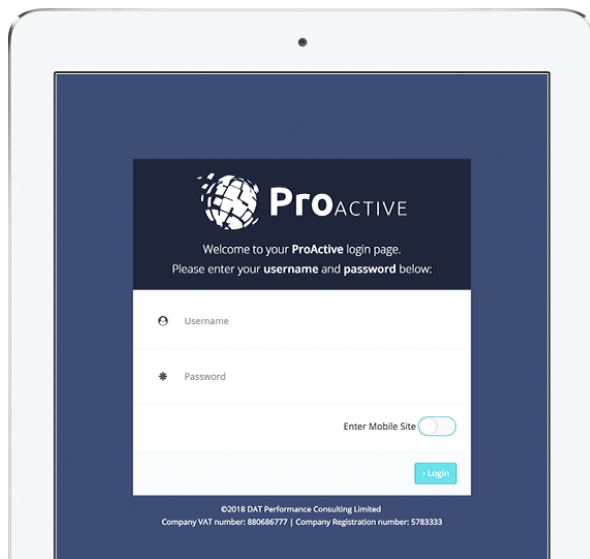 PROACTIVE
Welcome to your ProActive login page.
Please enter your username and password below:
Username
Password
Enter Mobile Site
› Login
©2018 DAT Performance Consulting Limited
Company VAT number: 880686777 | Company Registration number: 5783333